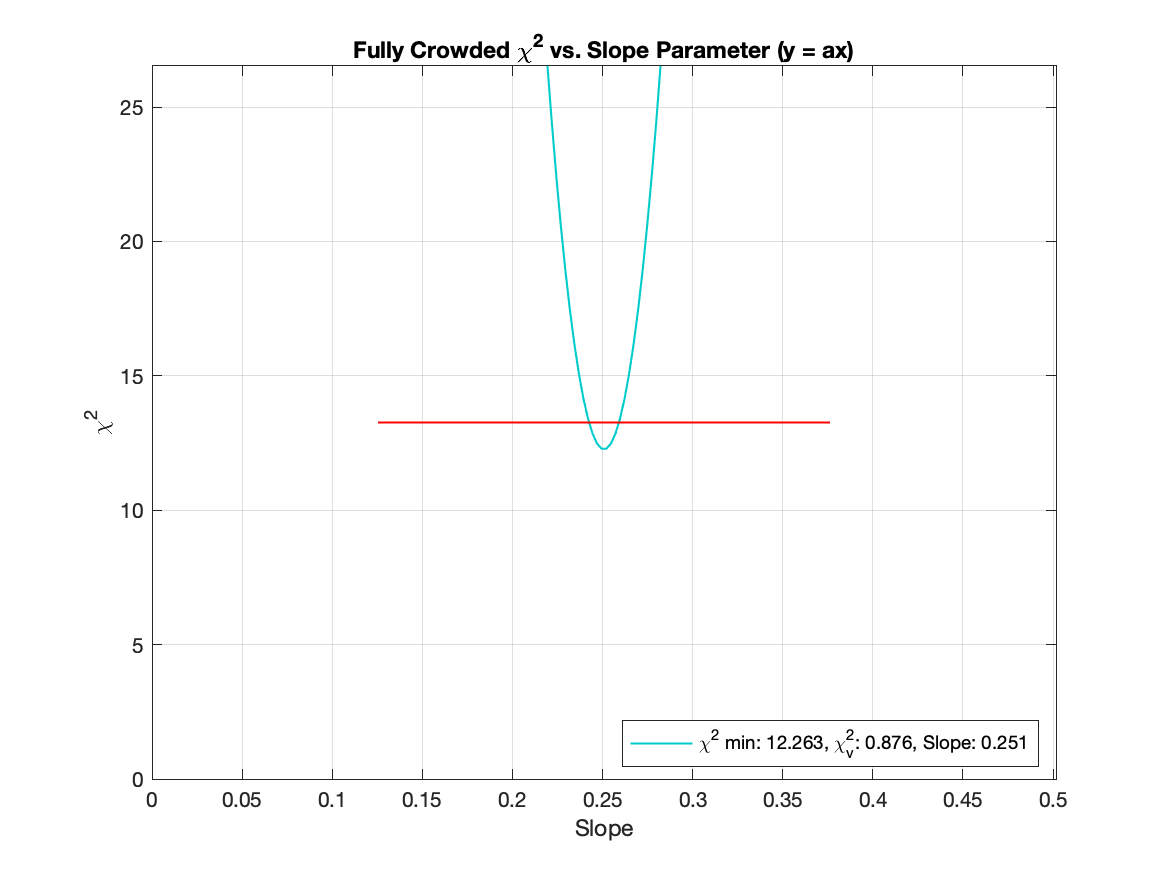 Fully Crowded χ² vs. Slope Parameter (y = ax)
25
20
15
10
5
0
χ²
0 0.05 0.1 0.15 0.2 0.25 0.3 0.35 0.4 0.45 0.5
Slope
χ² min: 12.263, χ²ᵥ: 0.876, Slope: 0.251